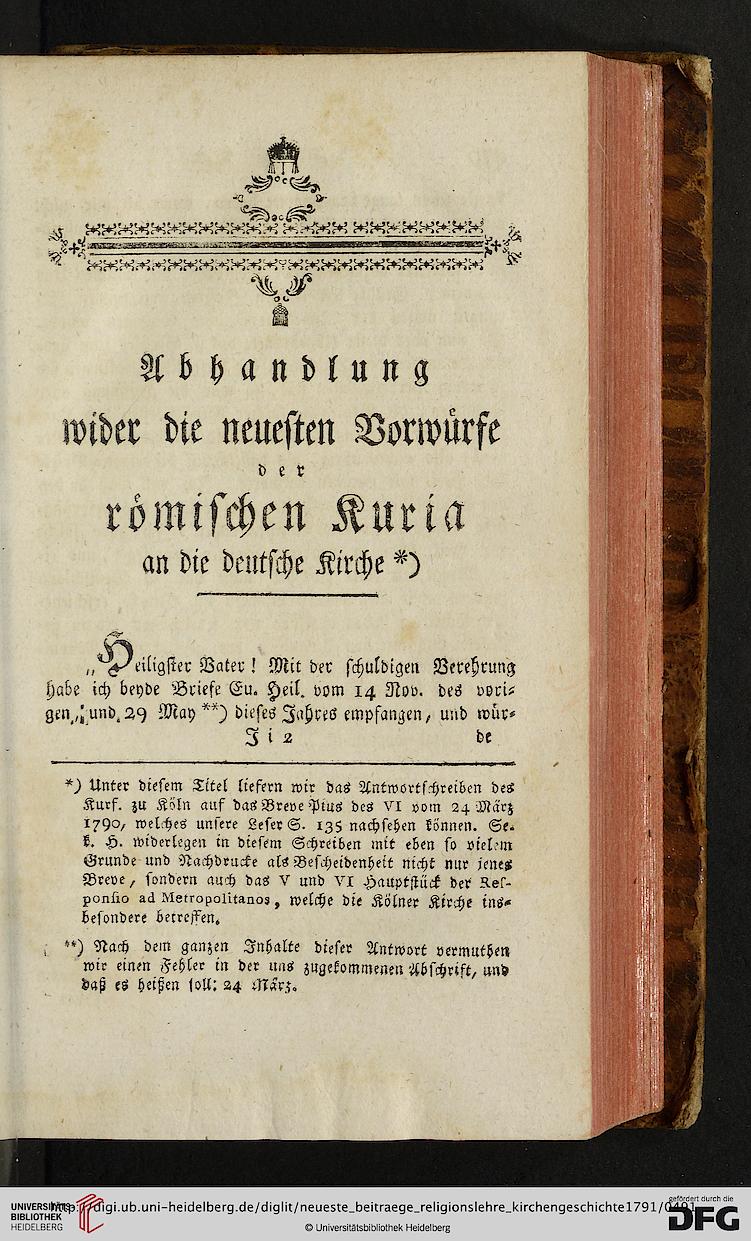 Abhandlung
wider die neuesten Vorwürfe
der
römischen Kuria
an die deutsche Kirche *)
„Heiligster Vater! Mit der schuldigen Verehrung
habe ich beyde Briefe Eu. Heil. vom 14 Nov. des vori-
gen, und, 29 May **) dieses Jahres empfangen, und wür-
Ji 2 de
*) Unter diesem Titel liefern wir das Antwortschreiben des
Kurf. zu Köln auf das Breve Pius des VI vom 24 März
1790, welches unsere Leser S. 135 nachsehen können. Se.
k. H. widerlegen in diesem Schreiben mit eben so vielem
Grunde und Nachdrucke als Bescheidenheit nicht nur jenes
Breve, sondern auch das V und VI Hauptstück der Res-
ponsio ad Metropolitanos, welche die Kölner Kirche ins-
besondere betreffen.
**) Nach dem ganzen Inhalte dieser Antwort vermuthen
wir einen Fehler in der uns zugekommenen Abschrift, und
daß es heißen soll: 24 März.
UNIVERSITÄTS-
BIBLIOTHEK
HEIDELBERG
http://digi.ub.uni-heidelberg.de/diglit/neueste_beitraege_religionslehre_kirchengeschichte1791/0491
© Universitätsbibliothek Heidelberg
gefördert durch die
DFG